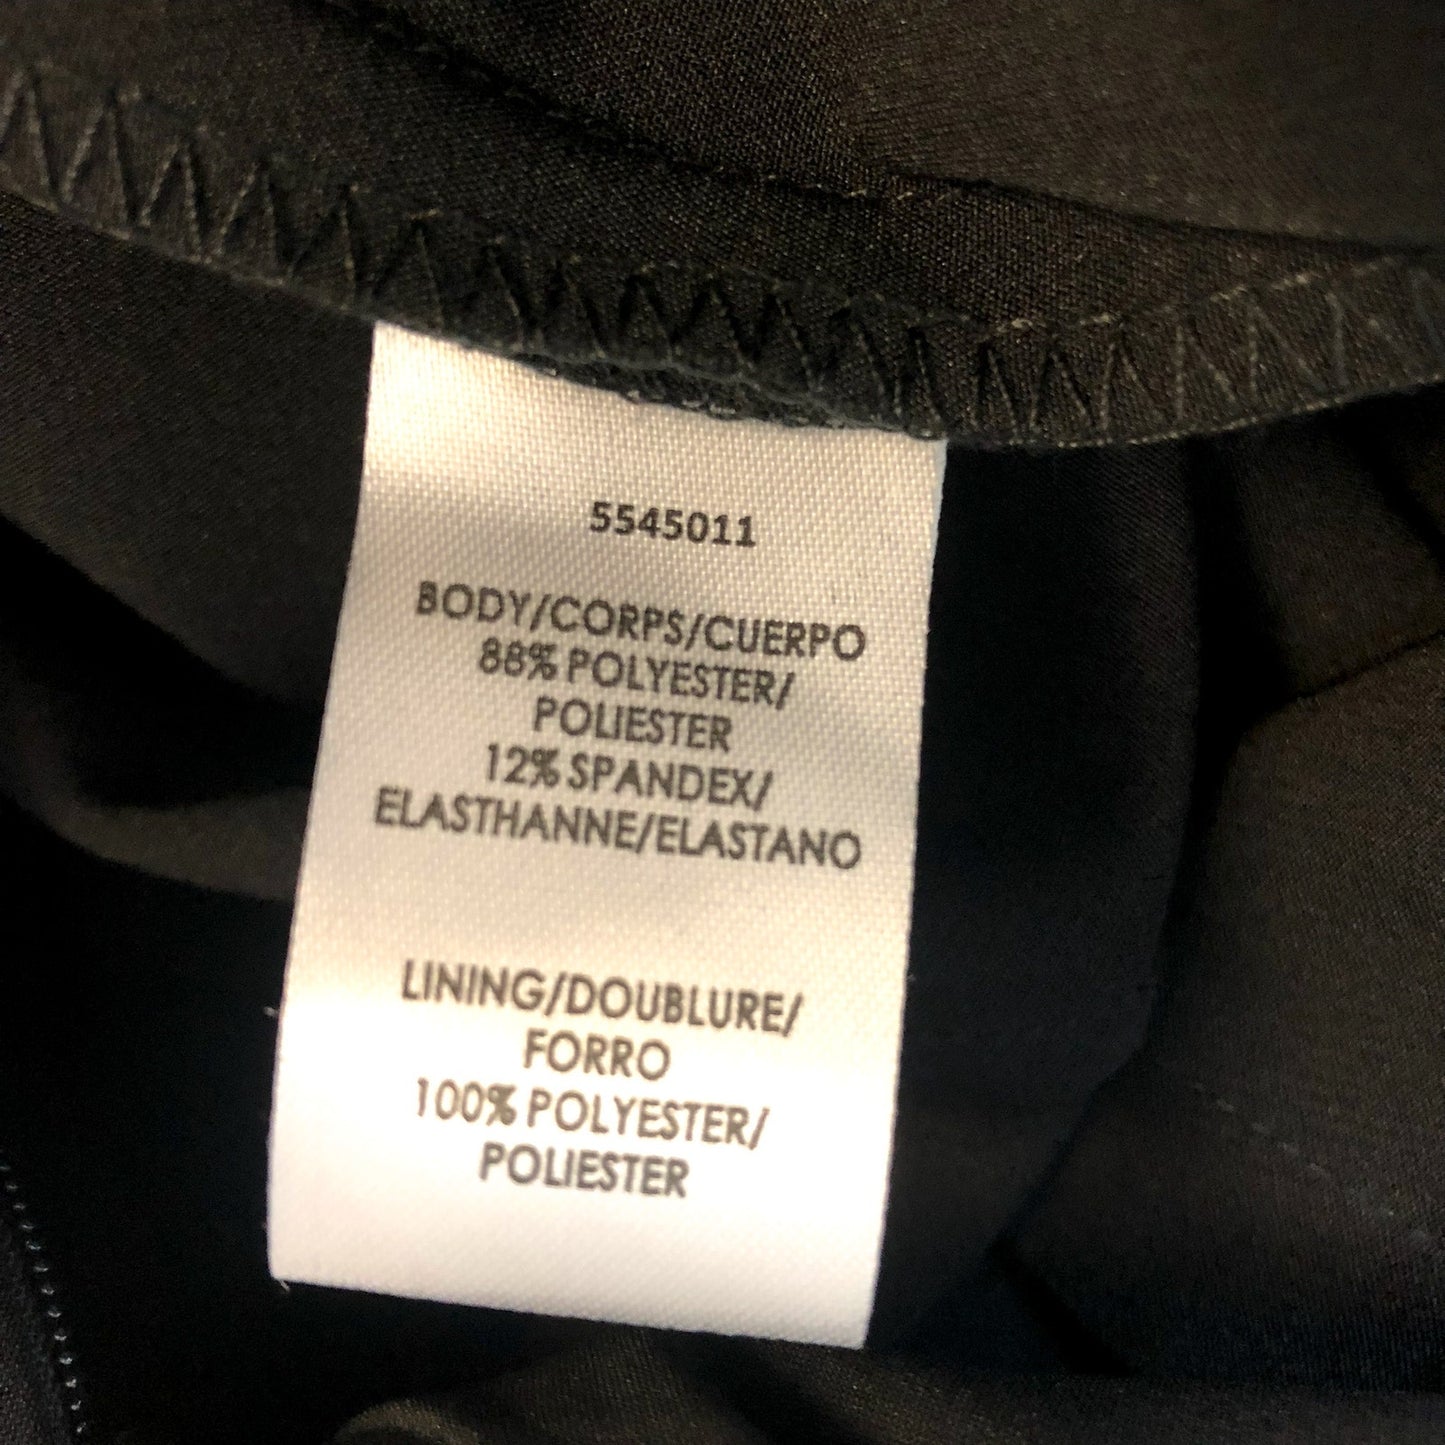 5545011
BODY/CORPS/CUERPO
88% POLYESTER/
POLIESTER
12% SPANDEX/
ELASTHANNE/ELASTANO
LINING/DOUBLURE/
FORRO
100% POLYESTER/
POLIESTER